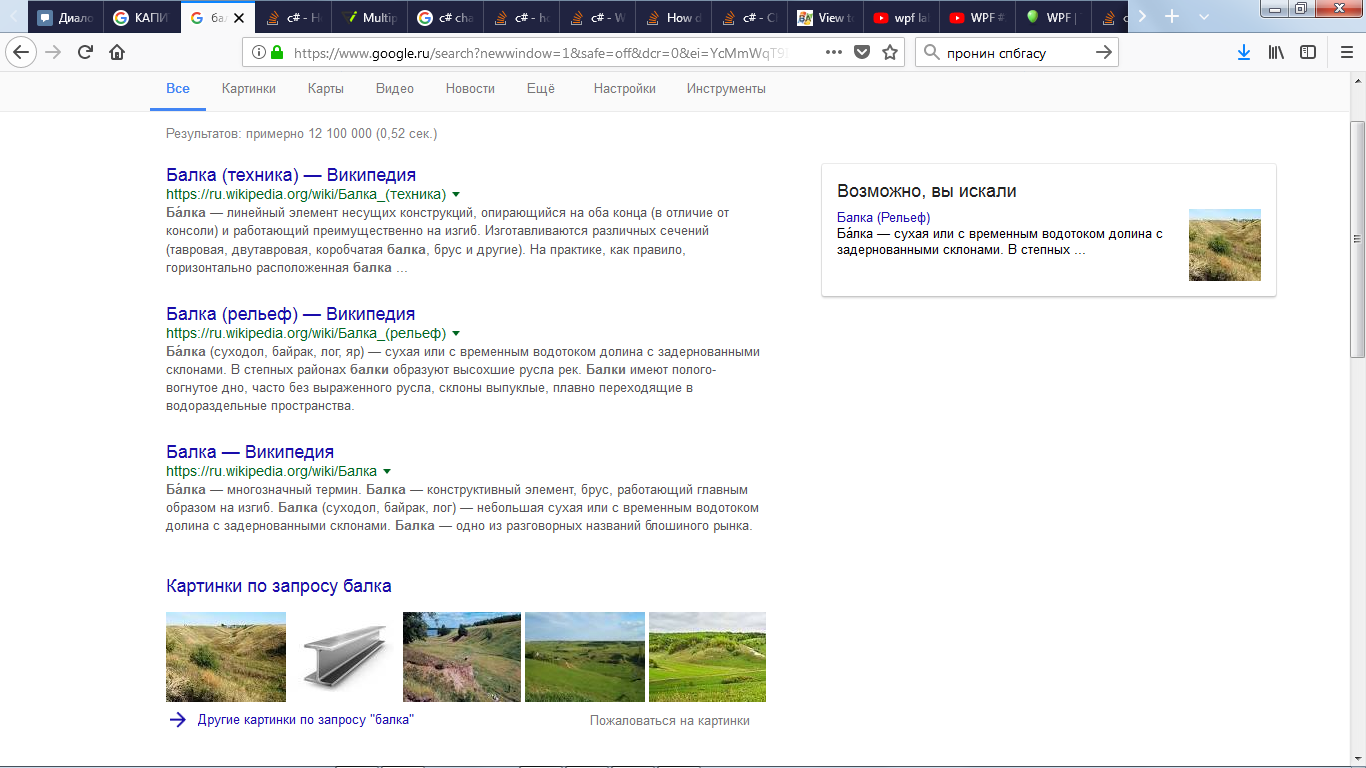 Диало
КАПИ
бал
c# - H
Multip
c# cha
c# - ho
c# - W
How d
c# - Cl
View to
wpf lal
WPF #
WPF |
https://www.google.ru/search?newwindow=1&safe=off&dcr=0&ei=YcMmWqT9
пронин спбгасу
Все Картинки Карты Видео Новости Ещё Настройки Инструменты
Результатов: примерно 12 100 000 (0,52 сек.)
Балка (техника) — Википедия
https://ru.wikipedia.org/wiki/Балка_(техника)
Ба́лка — линейный элемент несущих конструкций, опирающийся на оба конца (в отличие от
консоли) и работающий преимущественно на изгиб. Изготавливаются различных сечений
(тавровая, двутавровая, коробчатая балка, брус и другие). На практике, как правило,
горизонтально расположенная балка ...
Балка (рельеф) — Википедия
https://ru.wikipedia.org/wiki/Балка_(рельеф)
Ба́лка (суходол, байрак, лог, яр) — сухая или с временным водотоком долина с задернованными
склонами. В степных районах балки образуют высохшие русла рек. Балки имеют полого-
вогнутое дно, часто без выраженного русла, склоны выпуклые, плавно переходящие в
водораздельные пространства.
Балка — Википедия
https://ru.wikipedia.org/wiki/Балка
Ба́лка — многозначный термин. Балка — конструктивный элемент, брус, работающий главным
образом на изгиб. Балка (суходол, байрак, лог) — небольшая сухая или с временным водотоком
долина с задернованными склонами. Балка — одно из разговорных названий блошиного рынка.
Картинки по запросу балка
Другие картинки по запросу "балка"
Пожаловаться на картинки
Возможно, вы искали
Балка (Рельеф)
Ба́лка — сухая или с временным водотоком долина с
задернованными склонами. В степных ...